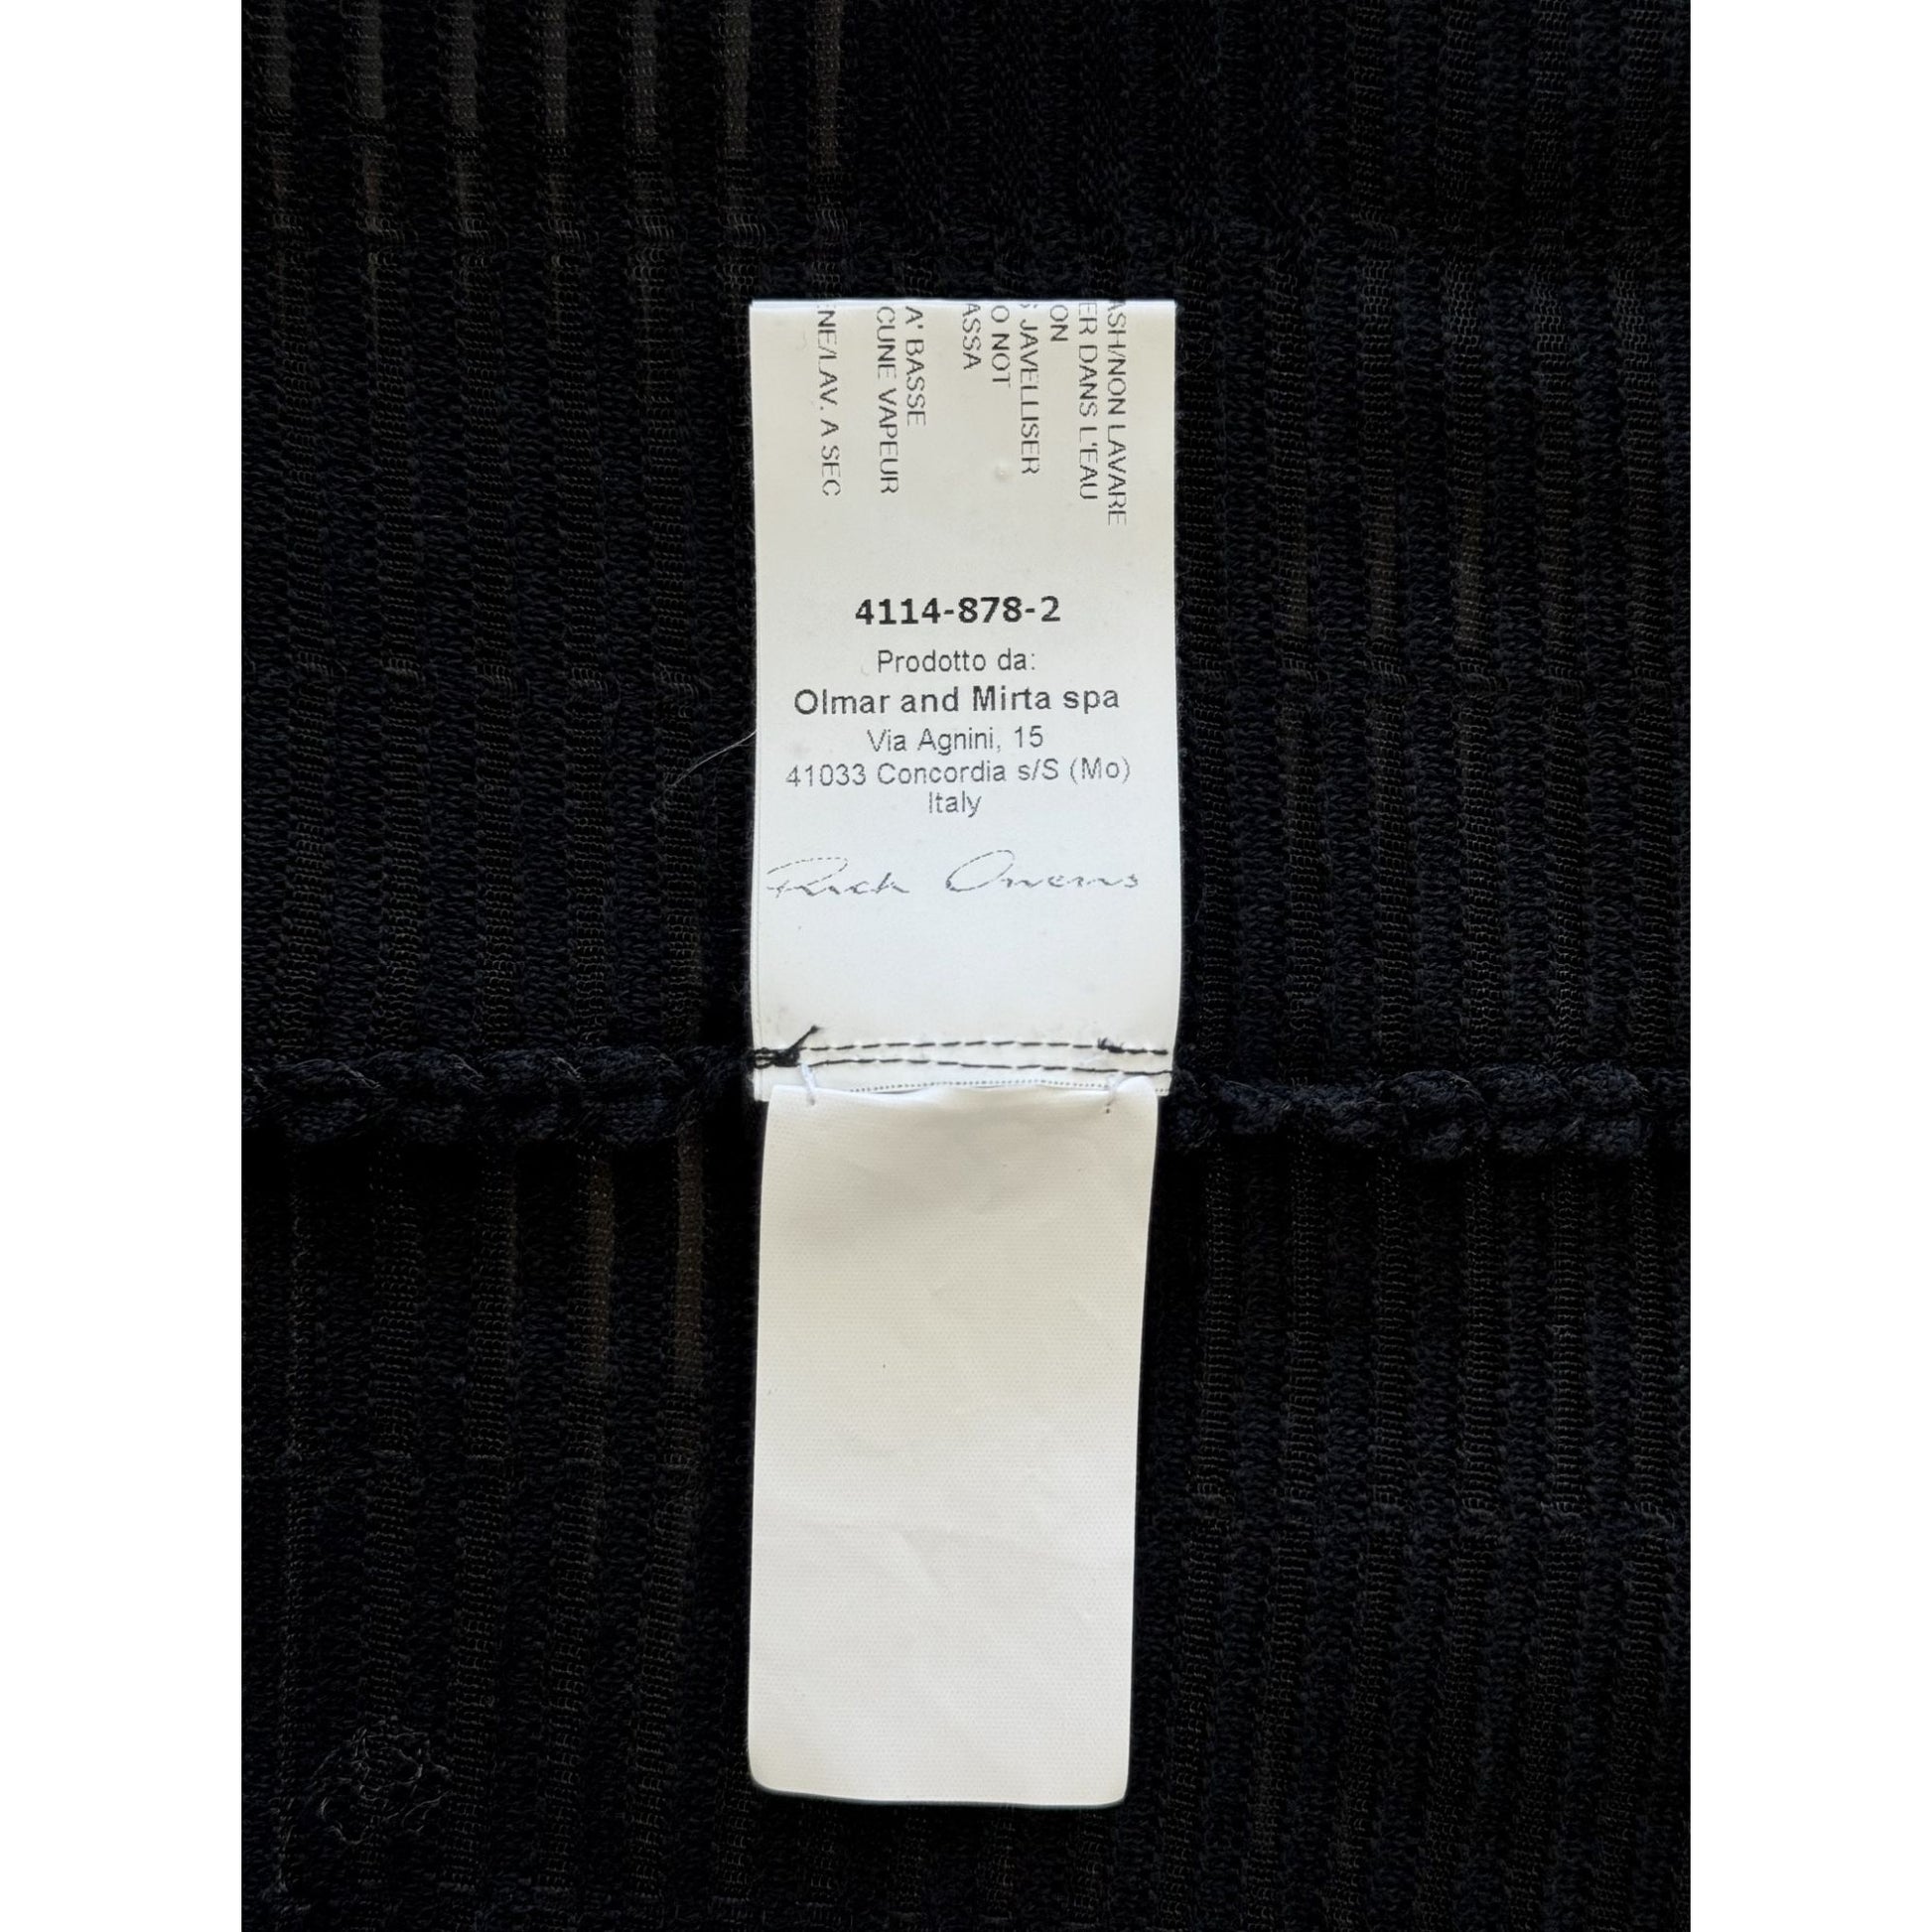 ASH/NON LAVARE
ER DANS L'EAU
ON
JAVELLISER
O NOT
ASSA
A' BASSE
CUNE VAPEUR
NE/LAV. A SEC
4114-878-2
Prodotto da:
Olmar and Mirta spa
Via Agnini, 15
41033 Concordia s/S (Mo)
Italy
Rick Owens